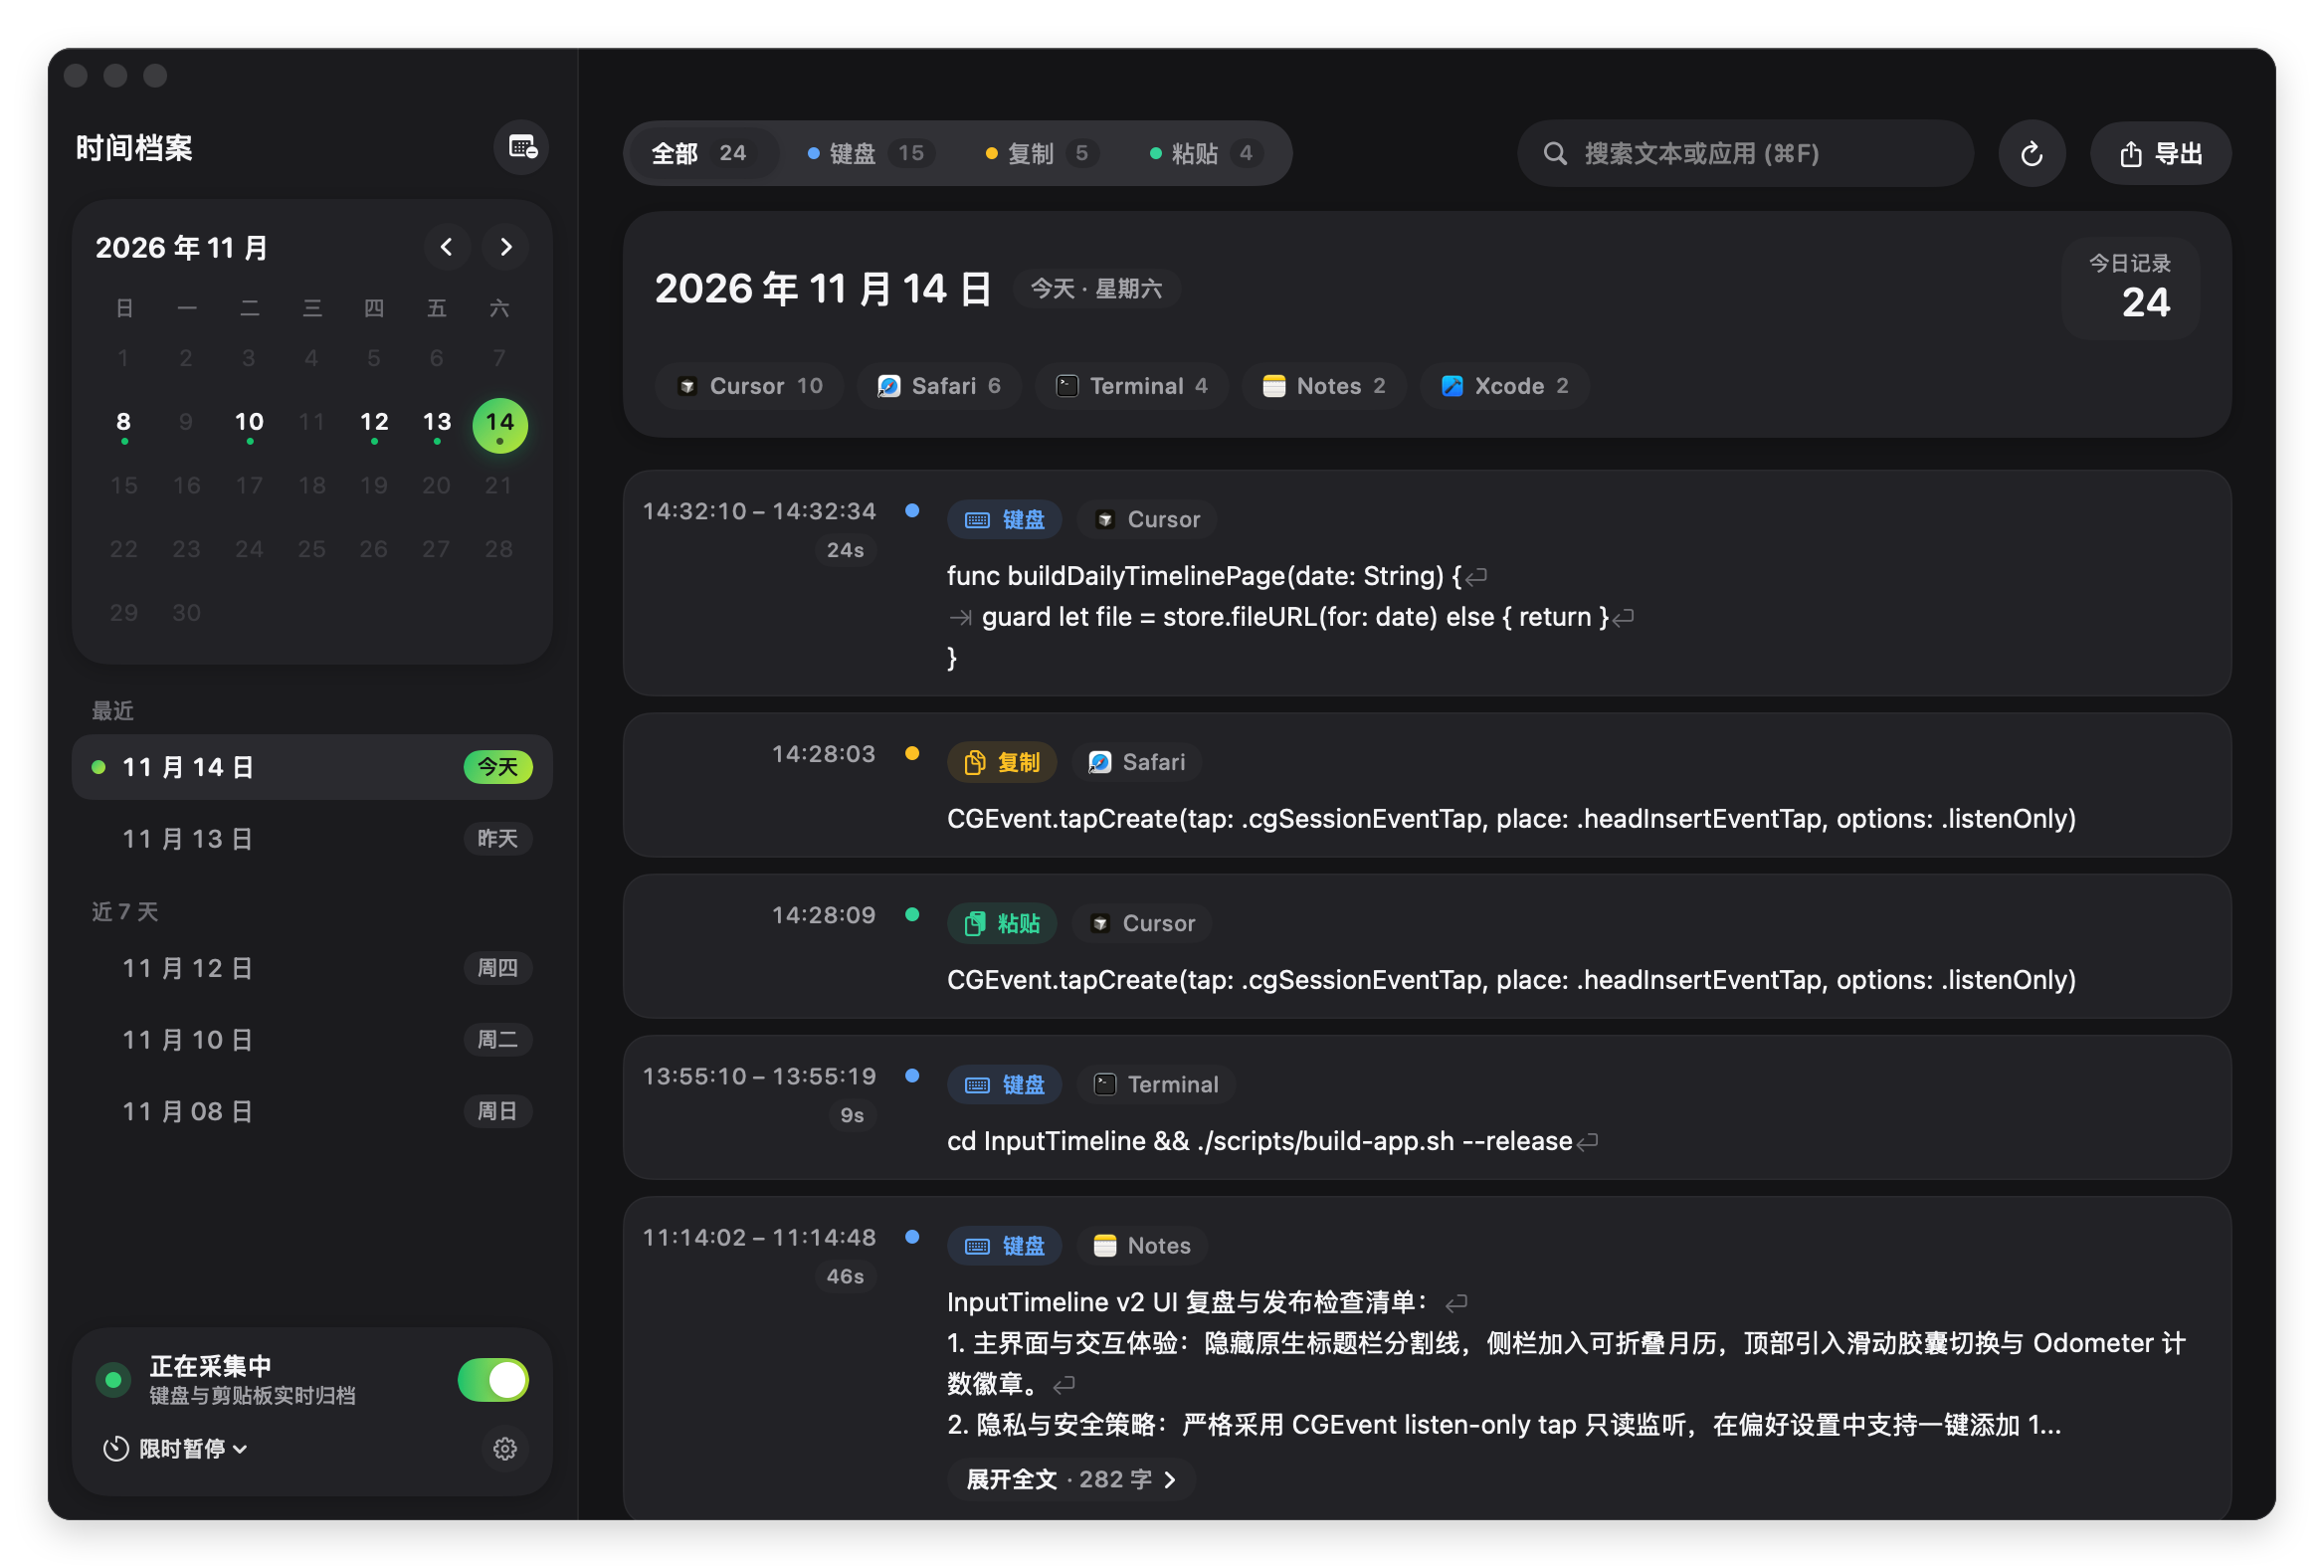 时间档案
2026 年 11 月
日 一 二 三 四 五 六
1 2 3 4 5 6 7
8 9 10 11 12 13 14
15 16 17 18 19 20 21
22 23 24 25 26 27 28
29 30
最近
11 月 14 日 今天
11 月 13 日 昨天
近 7 天
11 月 12 日 周四
11 月 10 日 周二
11 月 08 日 周日
正在采集中
键盘与剪贴板实时归档
限时暂停
全部 24 键盘 15 复制 5 粘贴 4
搜索文本或应用 (⌘F)
导出
2026 年 11 月 14 日 今天 · 星期六
今日记录
24
Cursor 10 Safari 6 Terminal 4 Notes 2 Xcode 2
14:32:10 – 14:32:34 键盘 Cursor
24s
func buildDailyTimelinePage(date: String) {⏎
⇥ guard let file = store.fileURL(for: date) else { return }⏎
}
14:28:03 复制 Safari
CGEvent.tapCreate(tap: .cgSessionEventTap, place: .headInsertEventTap, options: .listenOnly)
14:28:09 粘贴 Cursor
CGEvent.tapCreate(tap: .cgSessionEventTap, place: .headInsertEventTap, options: .listenOnly)
13:55:10 – 13:55:19 键盘 Terminal
9s
cd InputTimeline && ./scripts/build-app.sh --release⏎
11:14:02 – 11:14:48 键盘 Notes
46s
InputTimeline v2 UI 复盘与发布检查清单：⏎
1. 主界面与交互体验：隐藏原生标题栏分割线，侧栏加入可折叠月历，顶部引入滑动胶囊切换与 Odometer 计
数徽章。⏎
2. 隐私与安全策略：严格采用 CGEvent listen-only tap 只读监听，在偏好设置中支持一键添加 1...
展开全文 · 282 字